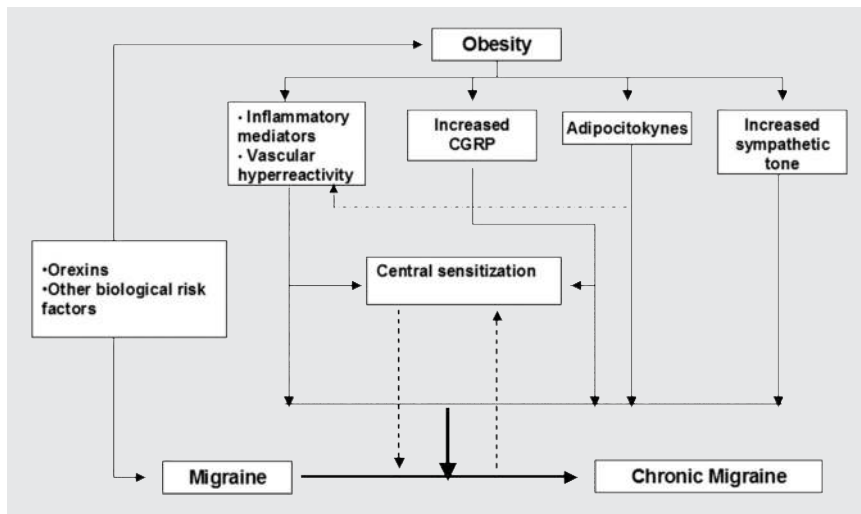 Obesity
• Inflammatory
mediators
• Vascular
hyperreactivity
Increased
CGRP
Adipocitokynes
Increased
sympathetic
tone
•Orexins
•Other biological risk
factors
Central sensitization
Migraine
Chronic Migraine